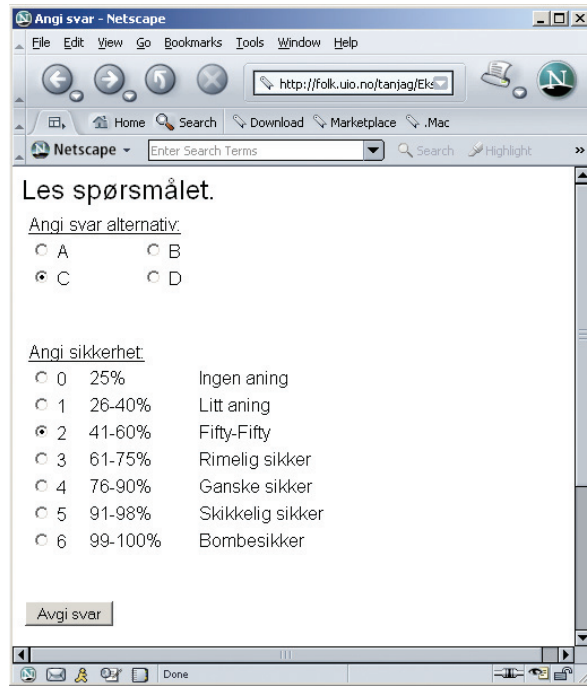 Angi svar - Netscape
File Edit View Go Bookmarks Tools Window Help
http://folk.uio.no/tanjag/Eks
Home Search Download Marketplace .Mac
Netscape Enter Search Terms Search Highlight »
Les spørsmålet.
Angi svar alternativ:
A B
C D
Angi sikkerhet:
0 25% Ingen aning
1 26-40% Litt aning
2 41-60% Fifty-Fifty
3 61-75% Rimelig sikker
4 76-90% Ganske sikker
5 91-98% Skikkelig sikker
6 99-100% Bombesikker
Avgi svar
Done